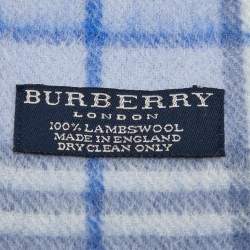 BURBERRY
LONDON
100% LAMBSWOOL
MADE IN ENGLAND
DRY CLEAN ONLY